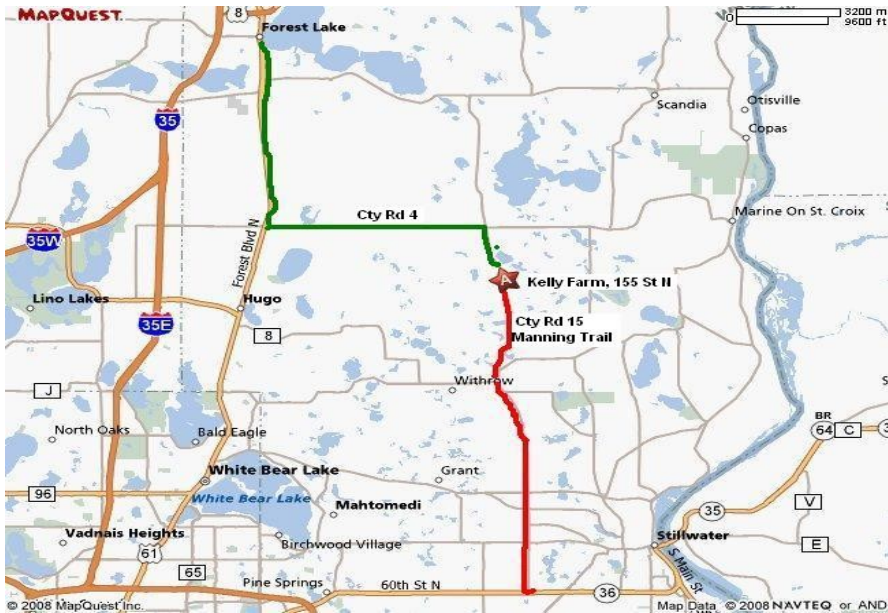 MAPQUEST
8
Forest Lake
0
3200 m
9600 ft
Scandia
Otisville
Copas
35
Cty Rd 4
Marine On St. Croix
35W
Forest Blvd N
A
Kelly Farm, 155 St N
Lino Lakes
Hugo
35E
8
Cty Rd 15
Manning Trail
J
Withrow
North Oaks
Bald Eagle
BR
64
C
White Bear Lake
Grant
96
White Bear Lake
Mahtomedi
35
V
Vadnais Heights
61
Birchwood Village
Stillwater
E
65
Pine Springs
60th St N
36
S Main St
© 2008 MapQuest Inc.
Map Data © 2008 NAVTEQ or AND